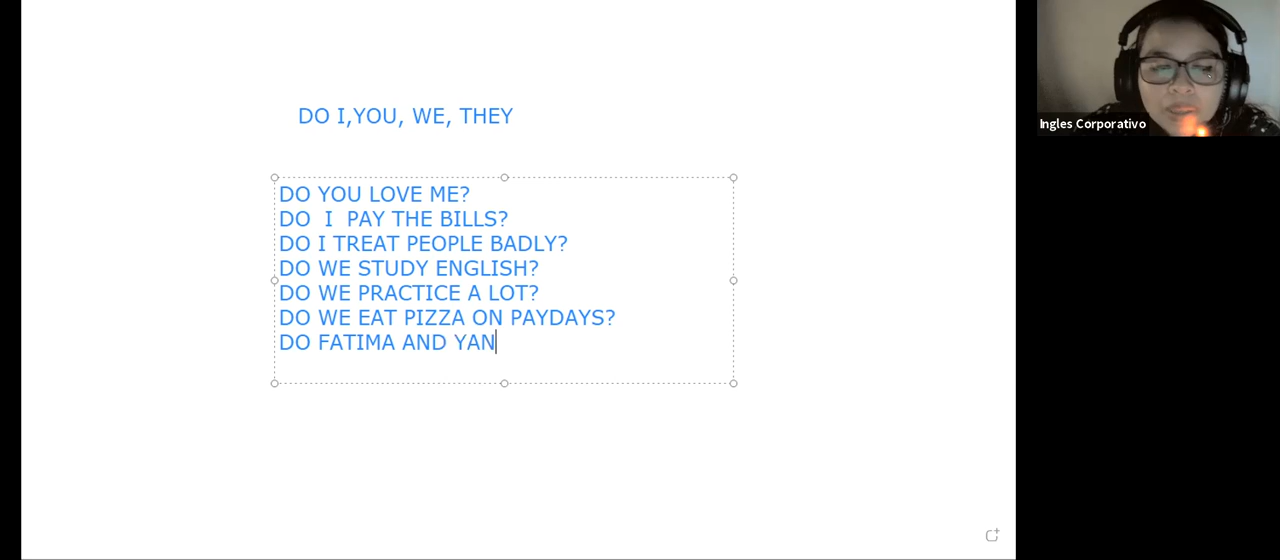 DO I,YOU, WE, THEY
DO YOU LOVE ME?
DO I PAY THE BILLS?
DO I TREAT PEOPLE BADLY?
DO WE STUDY ENGLISH?
DO WE PRACTICE A LOT?
DO WE EAT PIZZA ON PAYDAYS?
DO FATIMA AND YAN
Ingles Corporativo